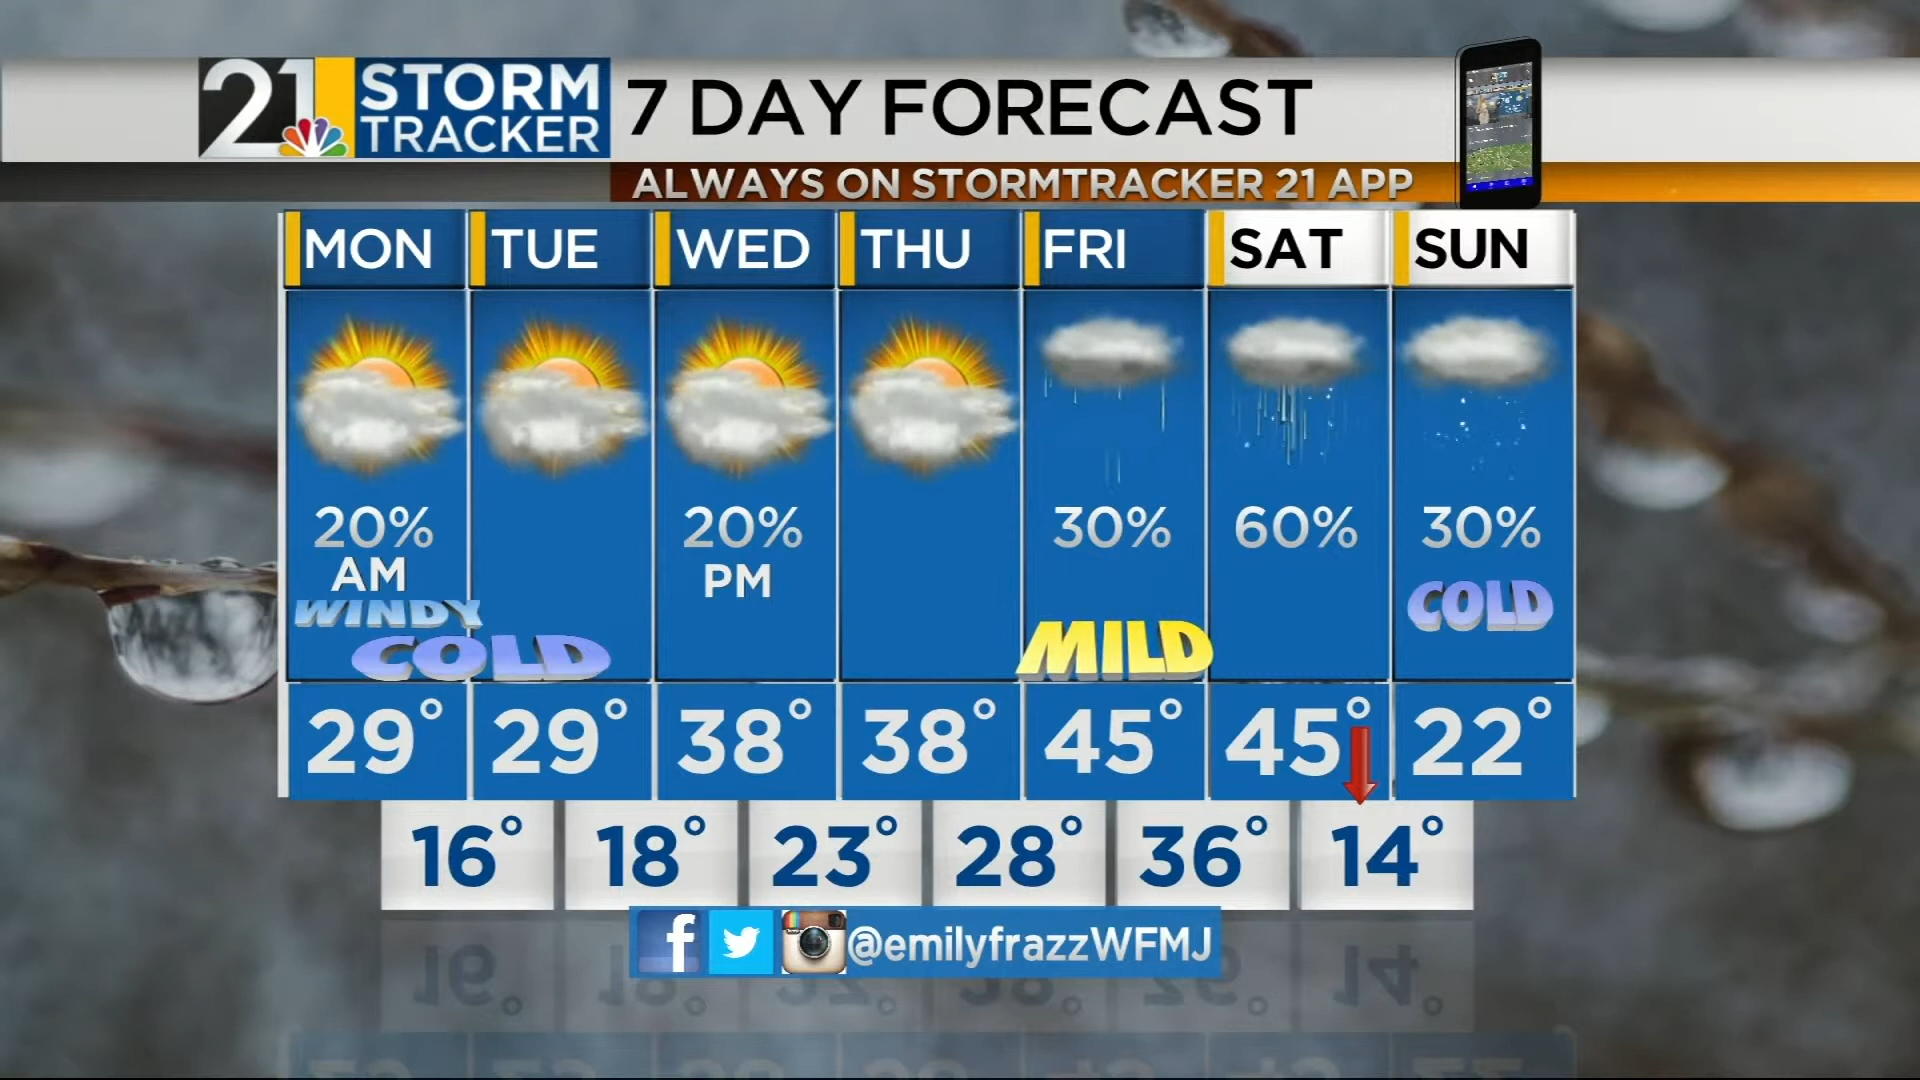 21 STORM TRACKER
7 DAY FORECAST
ALWAYS ON STORMTRACKER 21 APP
MON TUE WED THU FRI SAT SUN
20% 20% 30% 60% 30%
AM PM
WINDY COLD
COLD MILD
29° 29° 38° 38° 45° 45° 22°
16° 18° 23° 28° 36° 14°
@emilyfrazzWFMJ